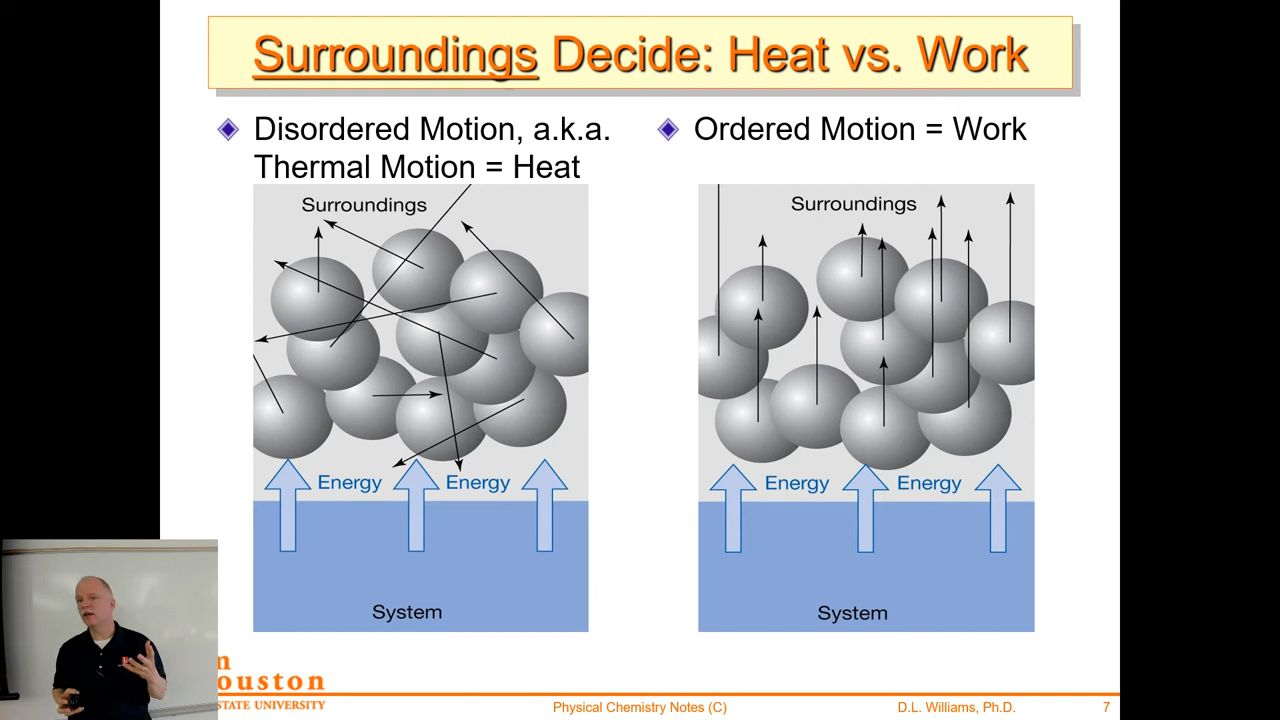 Surroundings Decide: Heat vs. Work
Disordered Motion, a.k.a.
Thermal Motion = Heat
Ordered Motion = Work
Surroundings
Energy Energy
System
Surroundings
Energy Energy
System
ouston
STATE UNIVERSITY
Physical Chemistry Notes (C)
D.L. Williams, Ph.D.
7